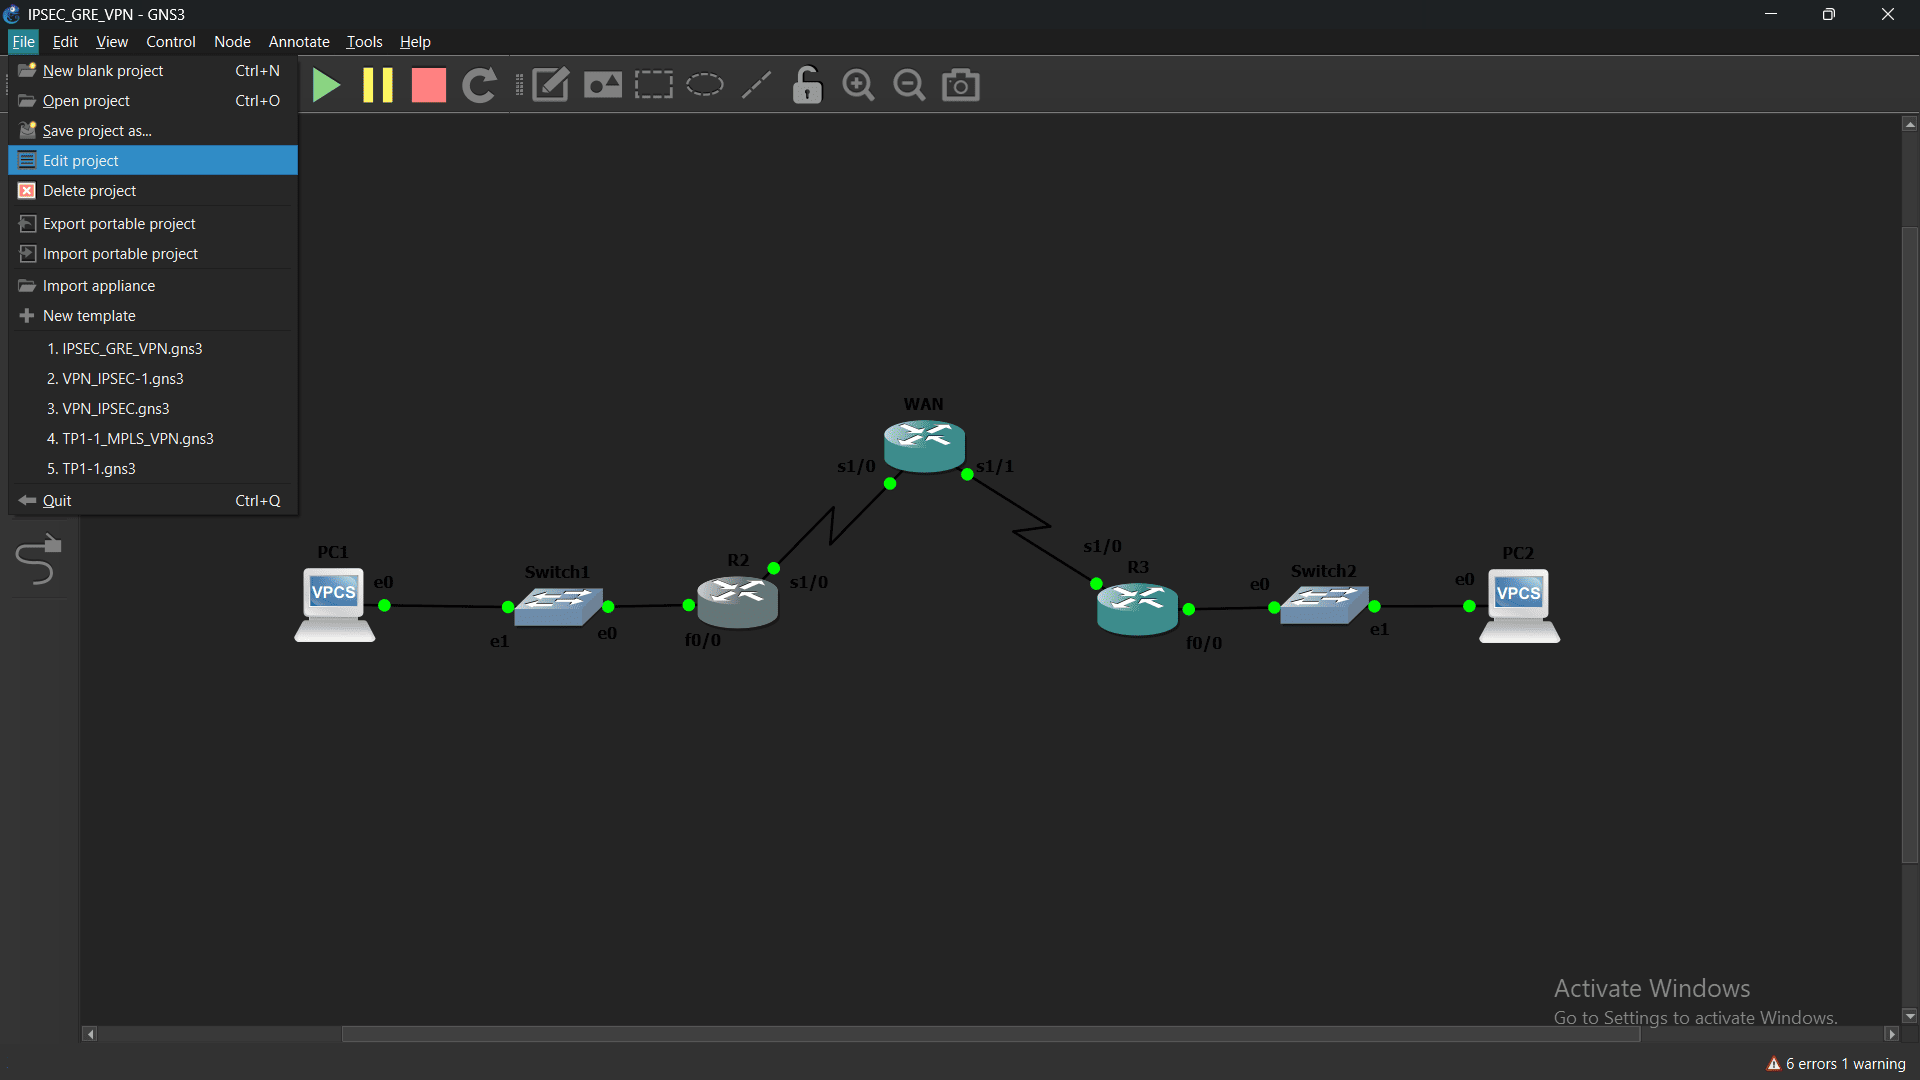 IPSEC_GRE_VPN - GNS3
File Edit View Control Node Annotate Tools Help
New blank project Ctrl+N
Open project Ctrl+O
Save project as...
Edit project
Delete project
Export portable project
Import portable project
Import appliance
New template
1. IPSEC_GRE_VPN.gns3
2. VPN_IPSEC-1.gns3
3. VPN_IPSEC.gns3
4. TP1-1_MPLS_VPN.gns3
5. TP1-1.gns3
Quit Ctrl+Q
WAN
s1/0 s1/1
s1/0
PC1 R2 R3 PC2
VPCS e0 Switch1 s1/0 e0 Switch2 e0 VPCS
e1 e0 f0/0 f0/0 e1
Activate Windows
Go to Settings to activate Windows.
6 errors 1 warning